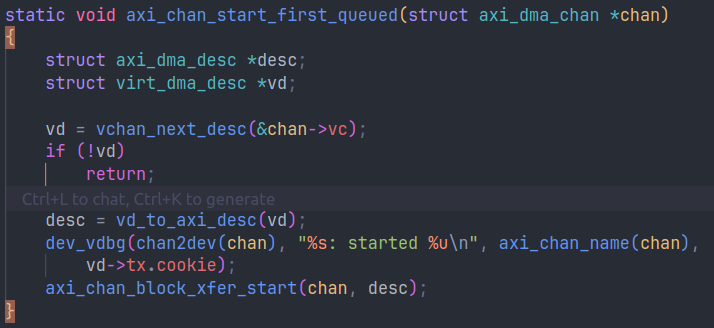 static void axi_chan_start_first_queued(struct axi_dma_chan *chan)
{
    struct axi_dma_desc *desc;
    struct virt_dma_desc *vd;

    vd = vchan_next_desc(&chan->vc);
    if (!vd)
        return;
Ctrl+L to chat, Ctrl+K to generate
    desc = vd_to_axi_desc(vd);
    dev_vdbg(chan2dev(chan), "%s: started %u\n", axi_chan_name(chan),
        vd->tx.cookie);
    axi_chan_block_xfer_start(chan, desc);
}